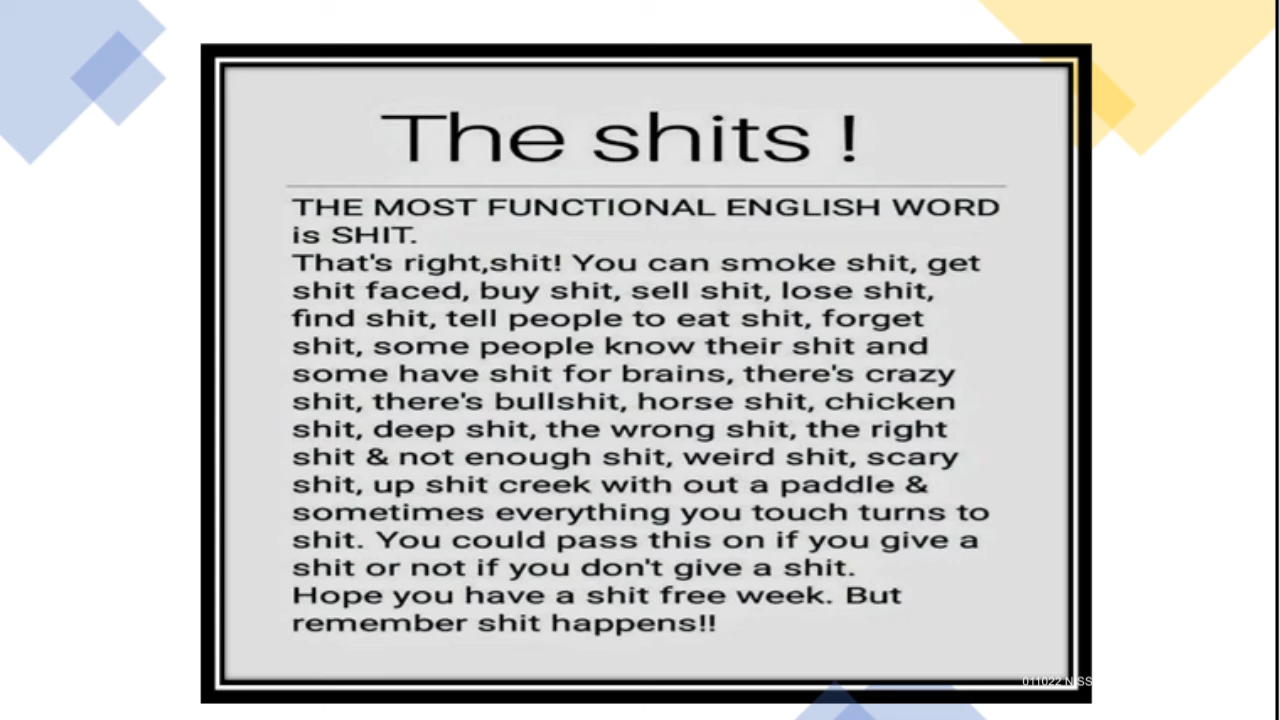 The shits !
THE MOST FUNCTIONAL ENGLISH WORD
is SHIT.
That's right,shit! You can smoke shit, get
shit faced, buy shit, sell shit, lose shit,
find shit, tell people to eat shit, forget
shit, some people know their shit and
some have shit for brains, there's crazy
shit, there's bullshit, horse shit, chicken
shit, deep shit, the wrong shit, the right
shit & not enough shit, weird shit, scary
shit, up shit creek with out a paddle &
sometimes everything you touch turns to
shit. You could pass this on if you give a
shit or not if you don't give a shit.
Hope you have a shit free week. But
remember shit happens!!
011022 NISS